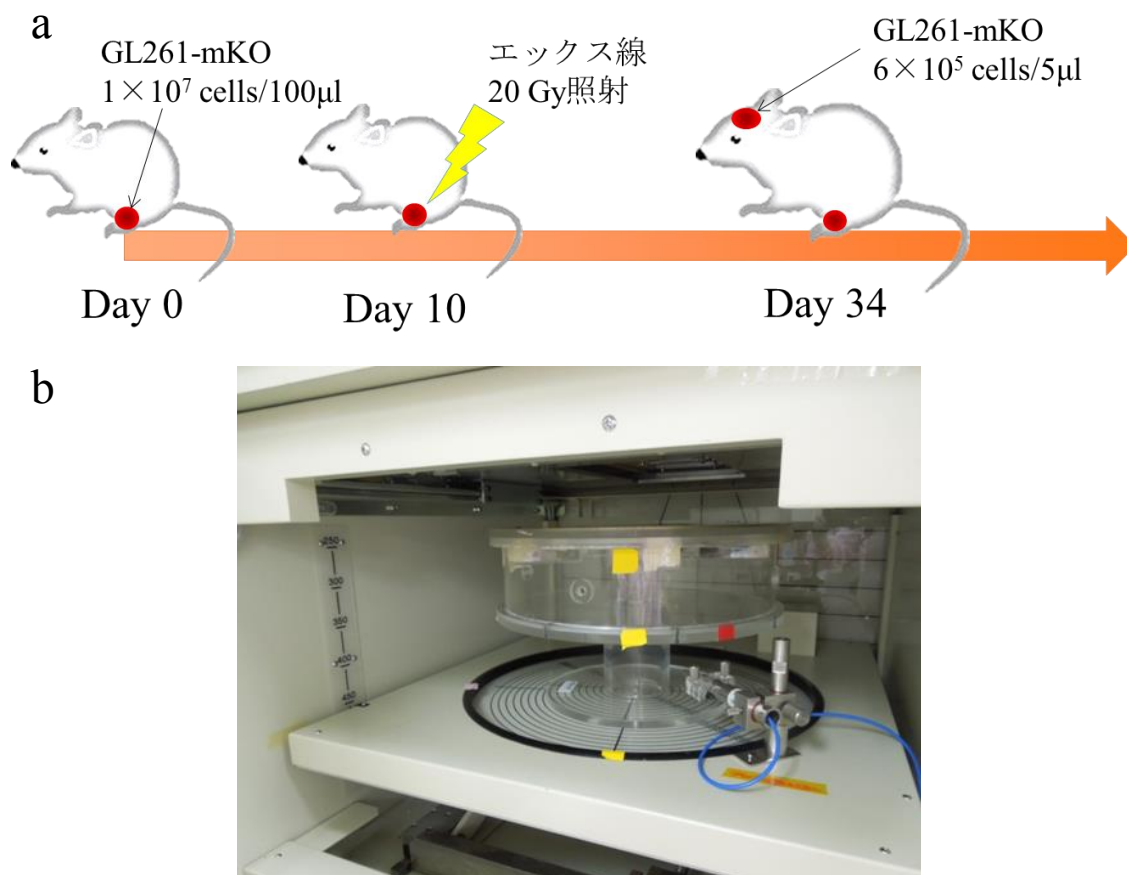 a
GL261-mKO
1×10⁷ cells/100μl
エックス線
20 Gy照射
GL261-mKO
6×10⁵ cells/5μl
Day 0
Day 10
Day 34
b
250
300
350
400
450